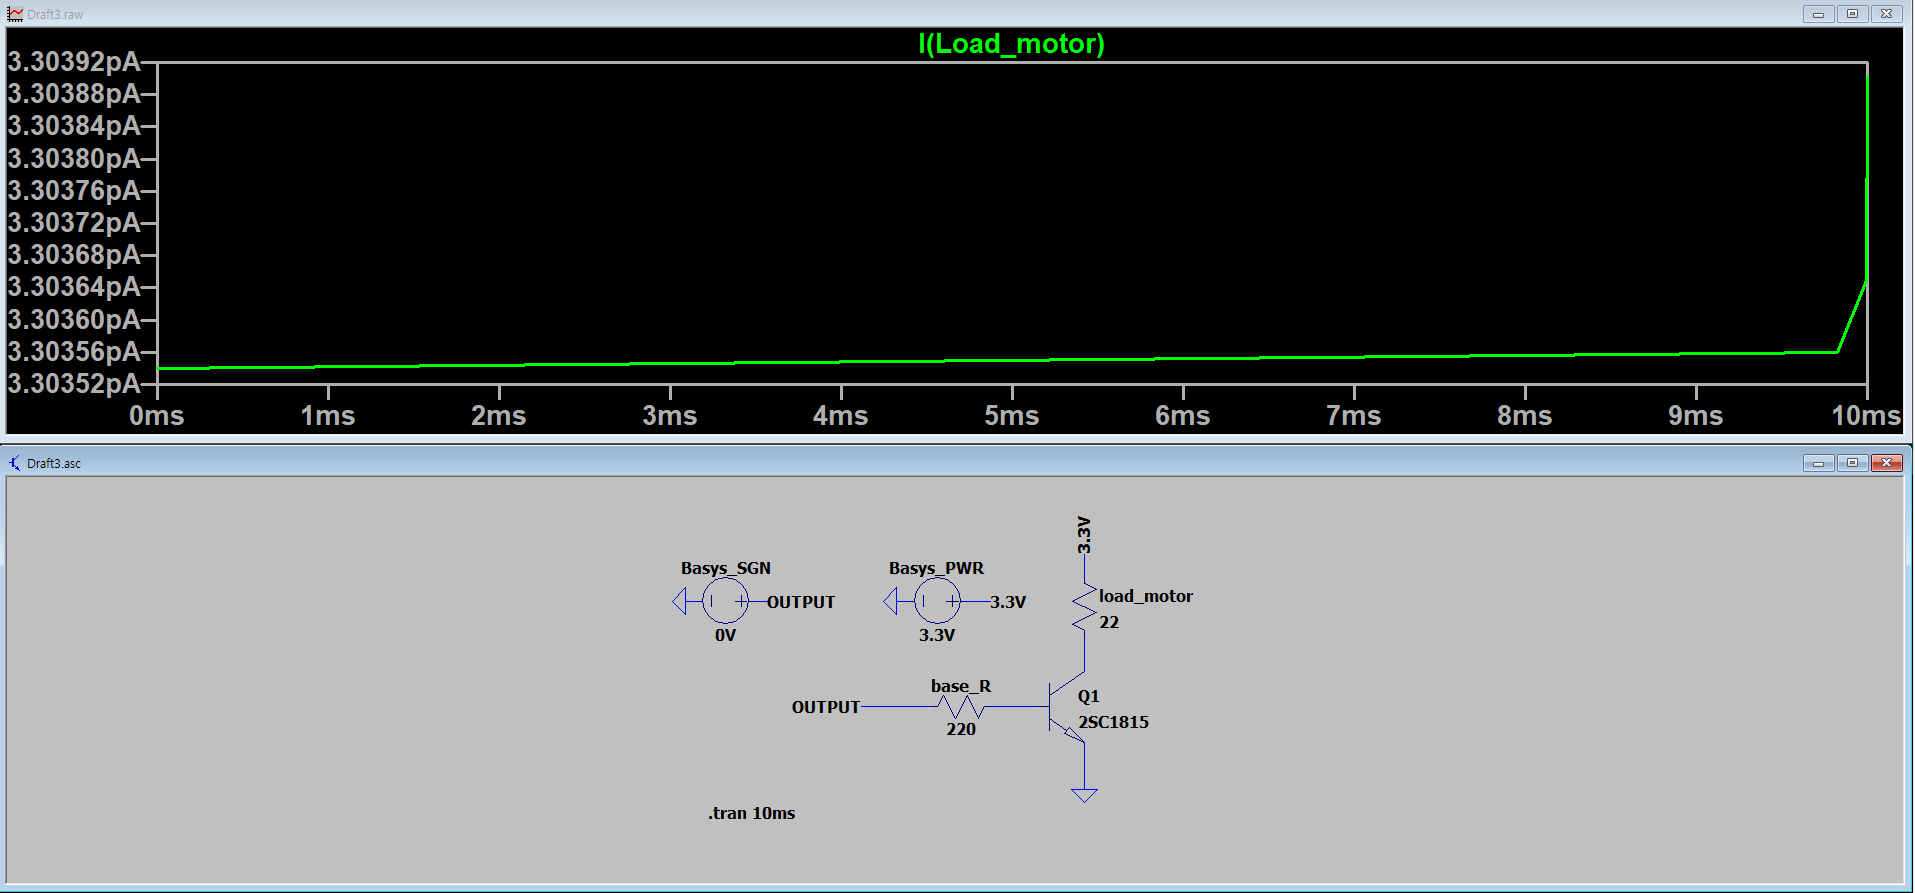 Draft3.raw
I(Load_motor)
3.30392pA
3.30388pA
3.30384pA
3.30380pA
3.30376pA
3.30372pA
3.30368pA
3.30364pA
3.30360pA
3.30356pA
3.30352pA
0ms 1ms 2ms 3ms 4ms 5ms 6ms 7ms 8ms 9ms 10ms
Draft3.asc
3.3V
Basys_SGN Basys_PWR
load_motor
OUTPUT 3.3V
22
0V 3.3V
base_R
Q1
OUTPUT
2SC1815
220
.tran 10ms